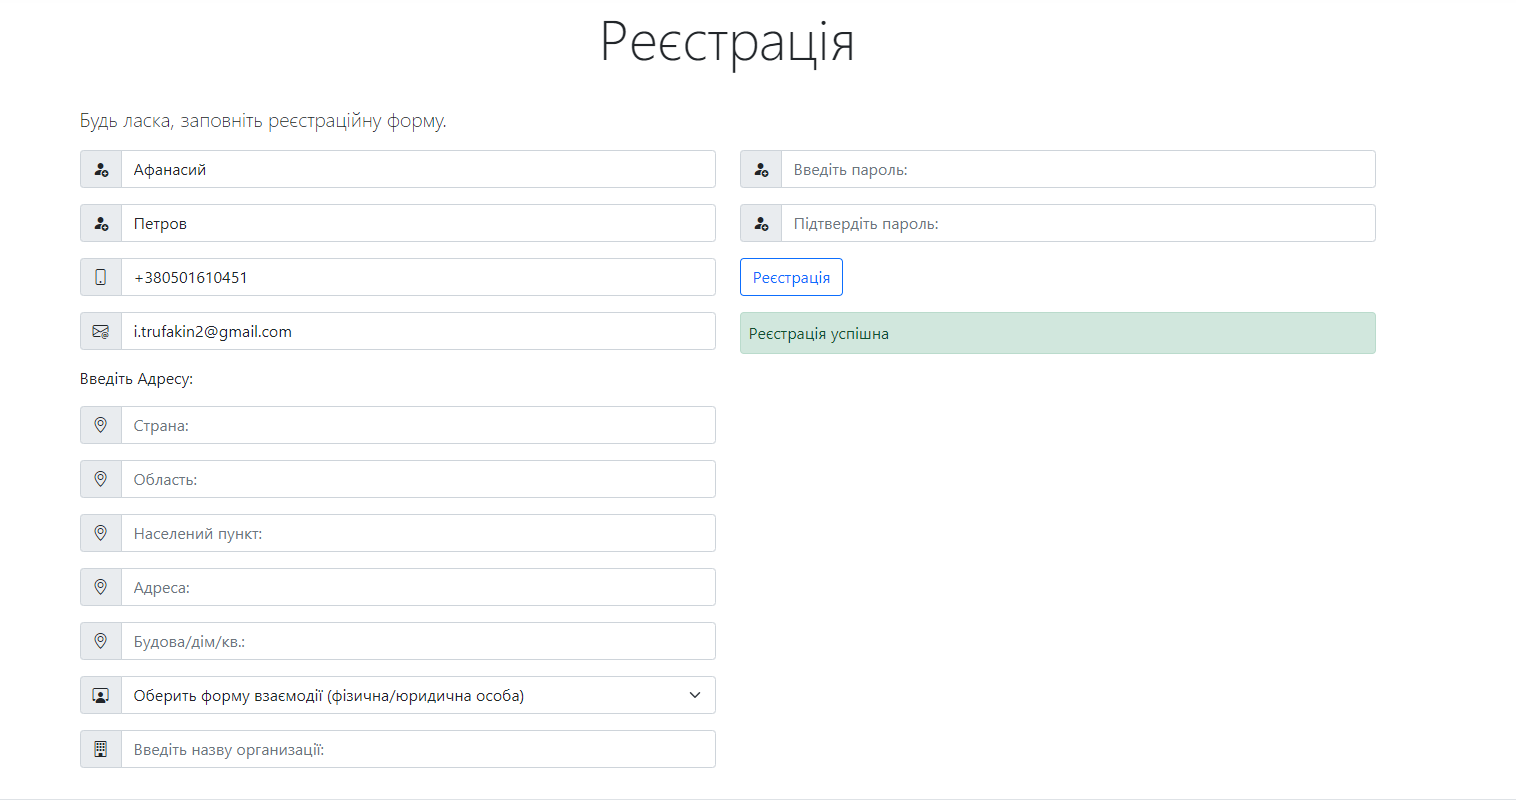 Реєстрація
Будь ласка, заповніть реєстраційну форму.
Афанасий
Петров
+380501610451
i.trufakin2@gmail.com
Введіть Адресу:
Страна:
Область:
Населений пункт:
Адреса:
Будова/дім/кв.:
Оберить форму взаємодії (фізична/юридична особа)
Введіть назву организації:
Введіть пароль:
Підтвердіть пароль:
Реєстрація
Реєстрація успішна